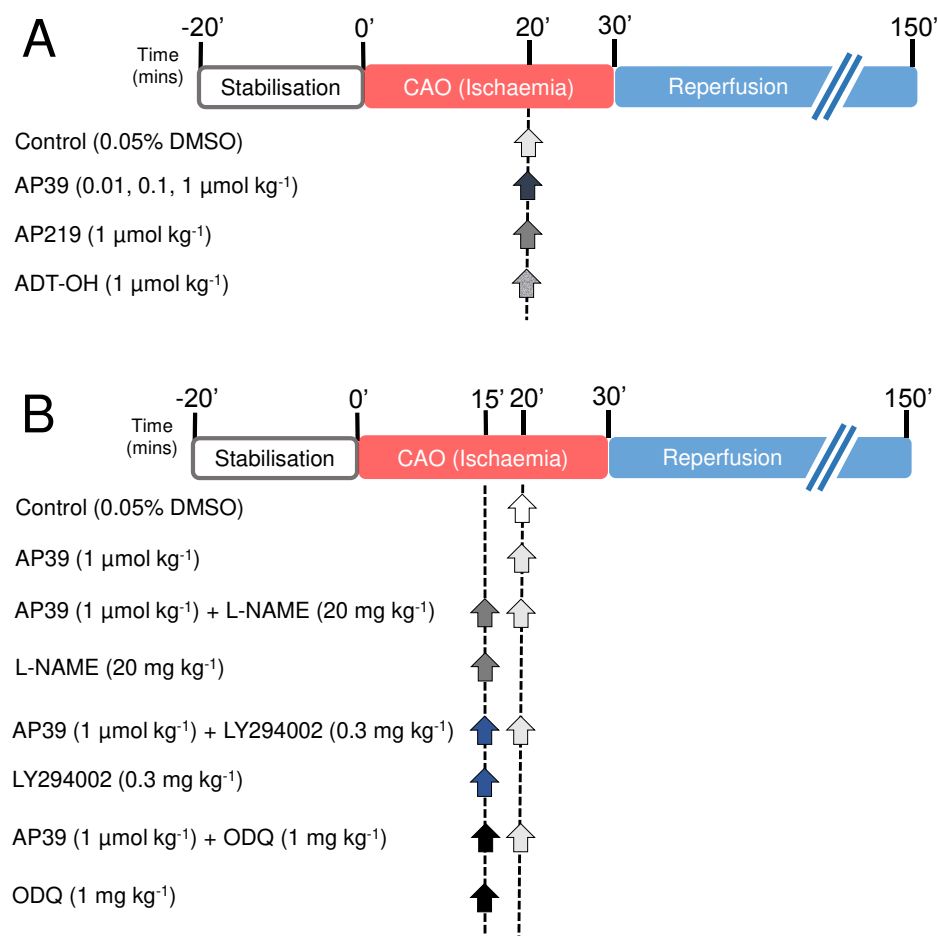 A
-20’ 0’ 20’ 30’ 150’
Time
(mins)
Stabilisation CAO (Ischaemia) Reperfusion
Control (0.05% DMSO)
AP39 (0.01, 0.1, 1 µmol kg⁻¹)
AP219 (1 µmol kg⁻¹)
ADT-OH (1 µmol kg⁻¹)
B
-20’ 0’ 15’ 20’ 30’ 150’
Time
(mins)
Stabilisation CAO (Ischaemia) Reperfusion
Control (0.05% DMSO)
AP39 (1 µmol kg⁻¹)
AP39 (1 µmol kg⁻¹) + L-NAME (20 mg kg⁻¹)
L-NAME (20 mg kg⁻¹)
AP39 (1 µmol kg⁻¹) + LY294002 (0.3 mg kg⁻¹)
LY294002 (0.3 mg kg⁻¹)
AP39 (1 µmol kg⁻¹) + ODQ (1 mg kg⁻¹)
ODQ (1 mg kg⁻¹)